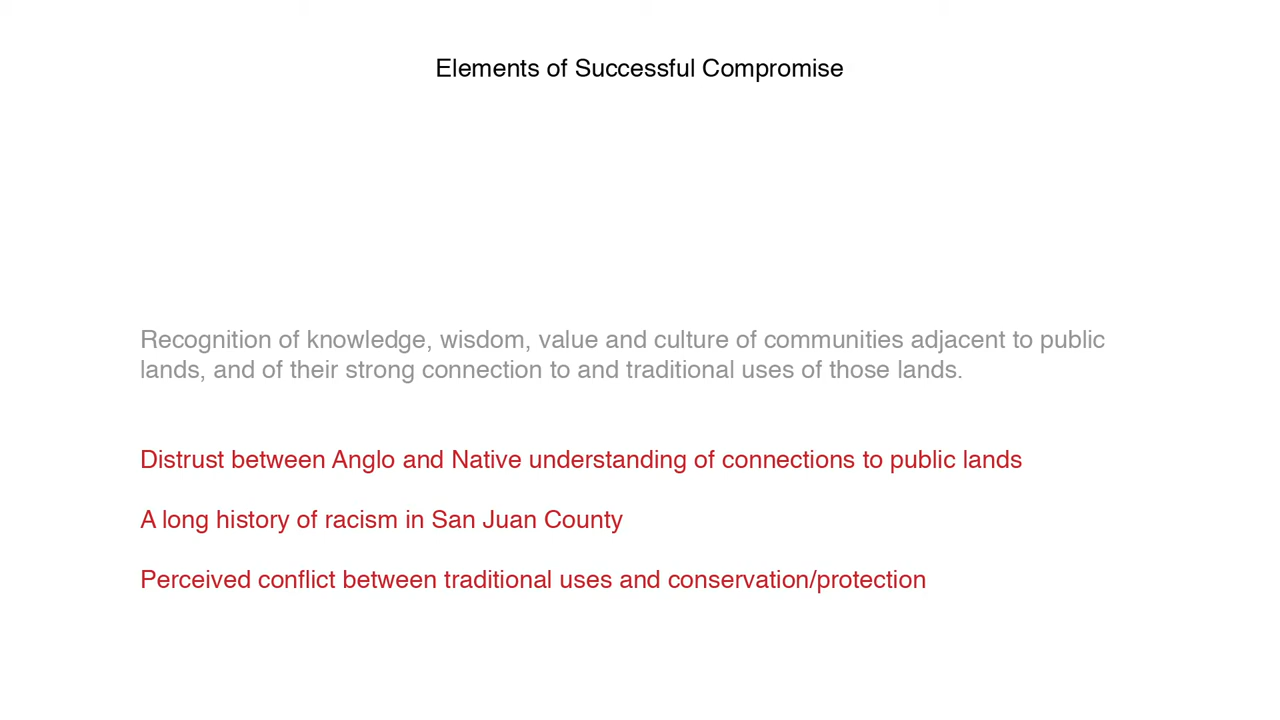 Elements of Successful Compromise
Recognition of knowledge, wisdom, value and culture of communities adjacent to public
lands, and of their strong connection to and traditional uses of those lands.
Distrust between Anglo and Native understanding of connections to public lands
A long history of racism in San Juan County
Perceived conflict between traditional uses and conservation/protection